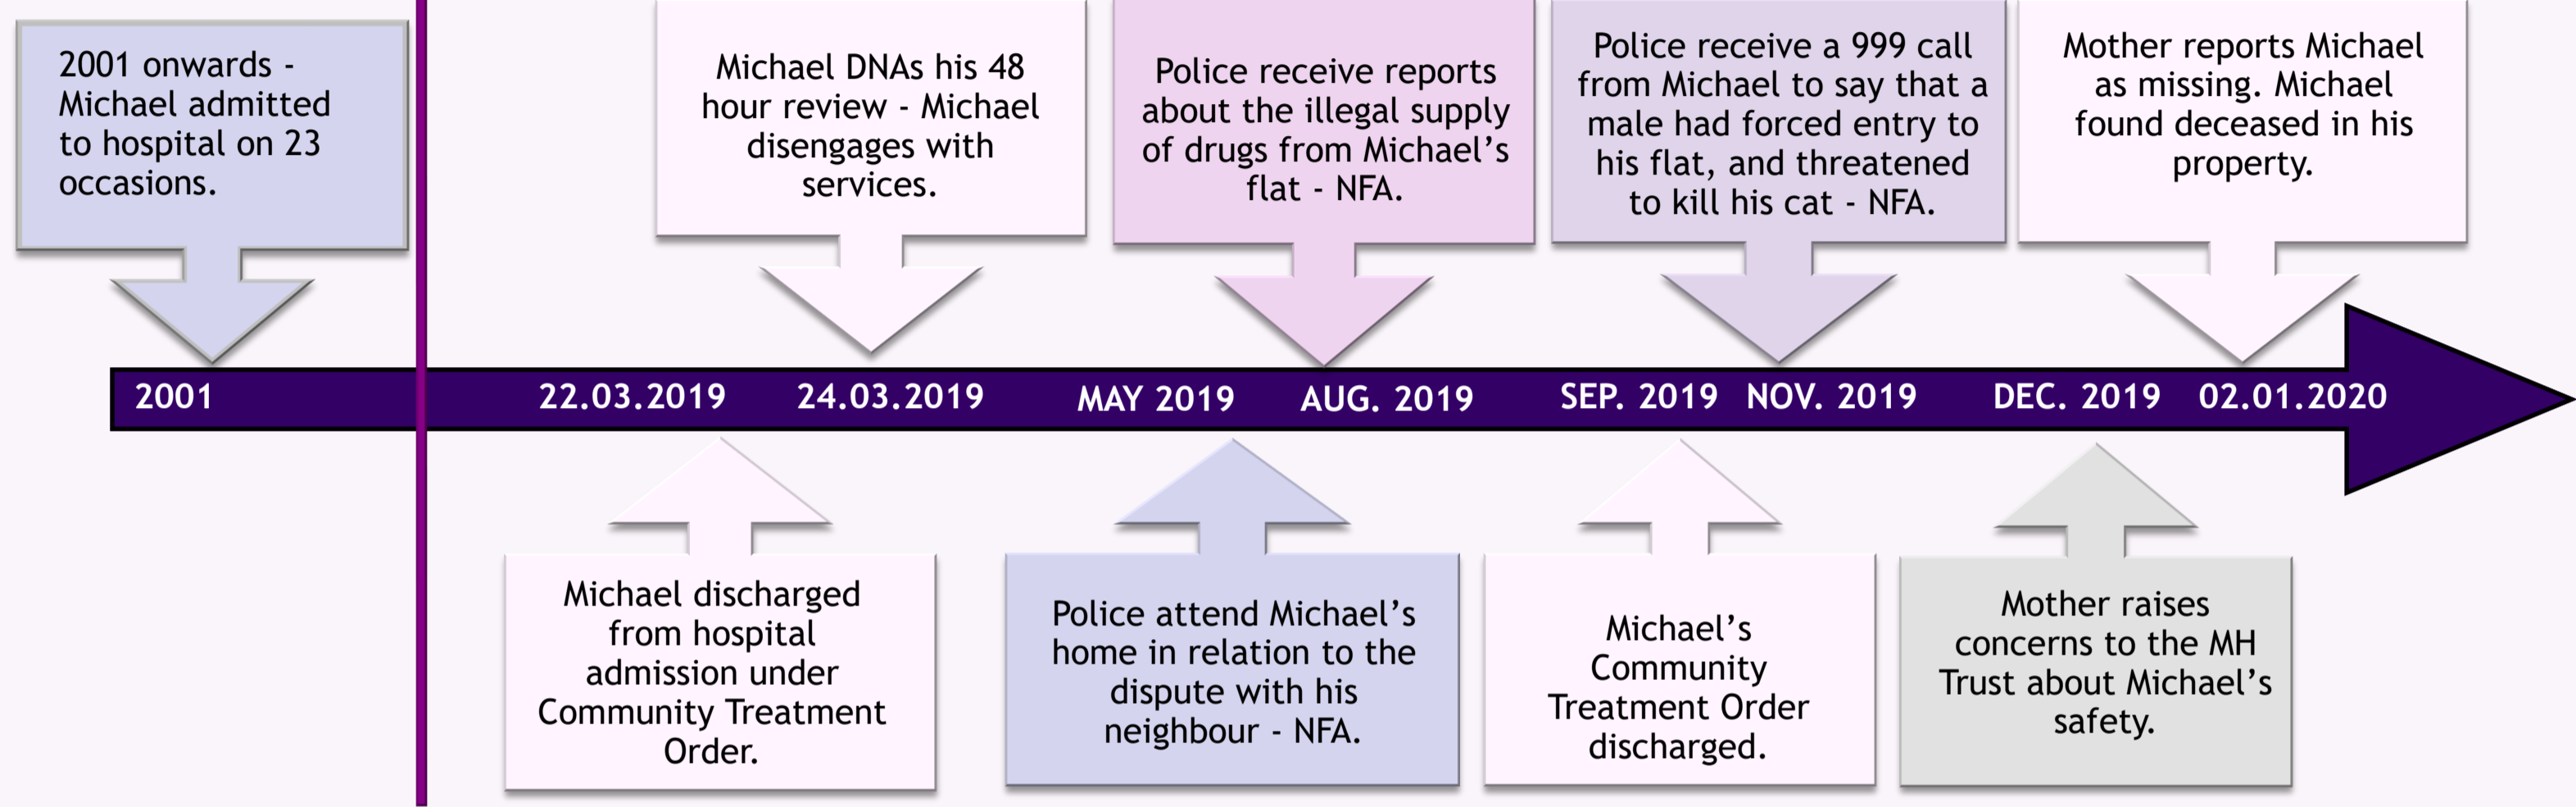 2001 onwards -
Michael admitted
to hospital on 23
occasions.
Michael DNAs his 48
hour review - Michael
disengages with
services.
Police receive reports
about the illegal supply
of drugs from Michael’s
flat - NFA.
Police receive a 999 call
from Michael to say that a
male had forced entry to
his flat, and threatened
to kill his cat - NFA.
Mother reports Michael
as missing. Michael
found deceased in his
property.
2001
22.03.2019
24.03.2019
MAY 2019
AUG. 2019
SEP. 2019
NOV. 2019
DEC. 2019
02.01.2020
Michael discharged
from hospital
admission under
Community Treatment
Order.
Police attend Michael’s
home in relation to the
dispute with his
neighbour - NFA.
Michael’s
Community
Treatment Order
discharged.
Mother raises
concerns to the MH
Trust about Michael’s
safety.